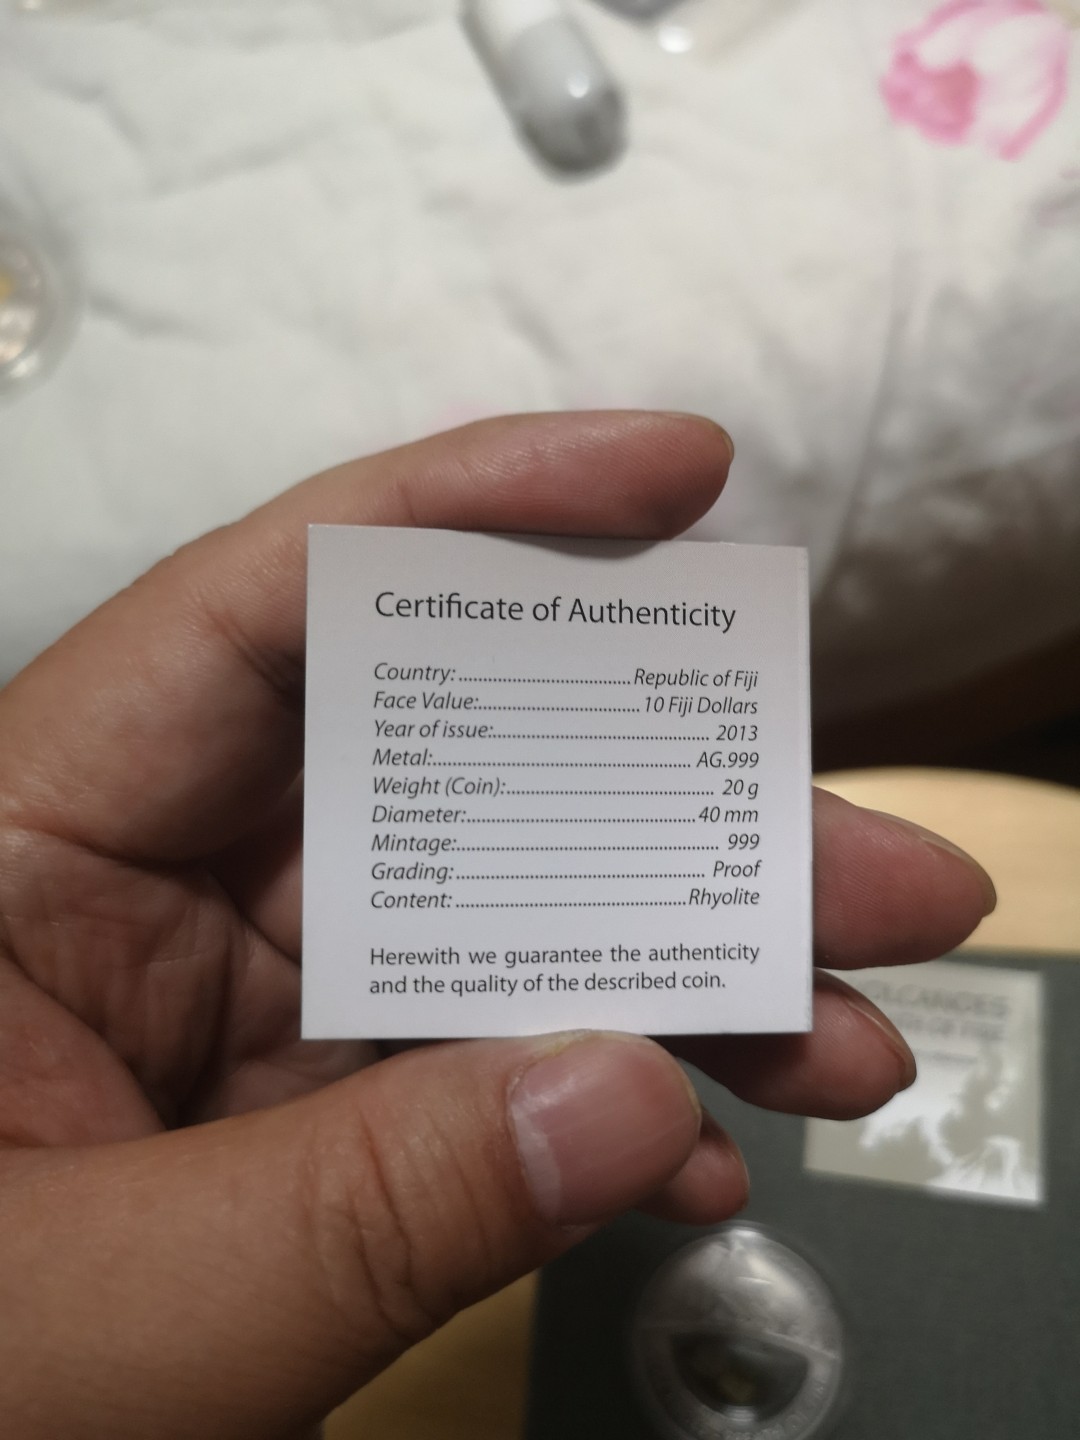 Certificate of Authenticity
Country:.................................Republic of Fiji
Face Value:................................10 Fiji Dollars
Year of issue:........................................... 2013
Metal:.................................................. AG.999
Weight (Coin):......................................... 20 g
Diameter:.............................................40 mm
Mintage:.................................................... 999
Grading:................................................. Proof
Content:.............................................Rhyolite
Herewith we guarantee the authenticity
and the quality of the described coin.